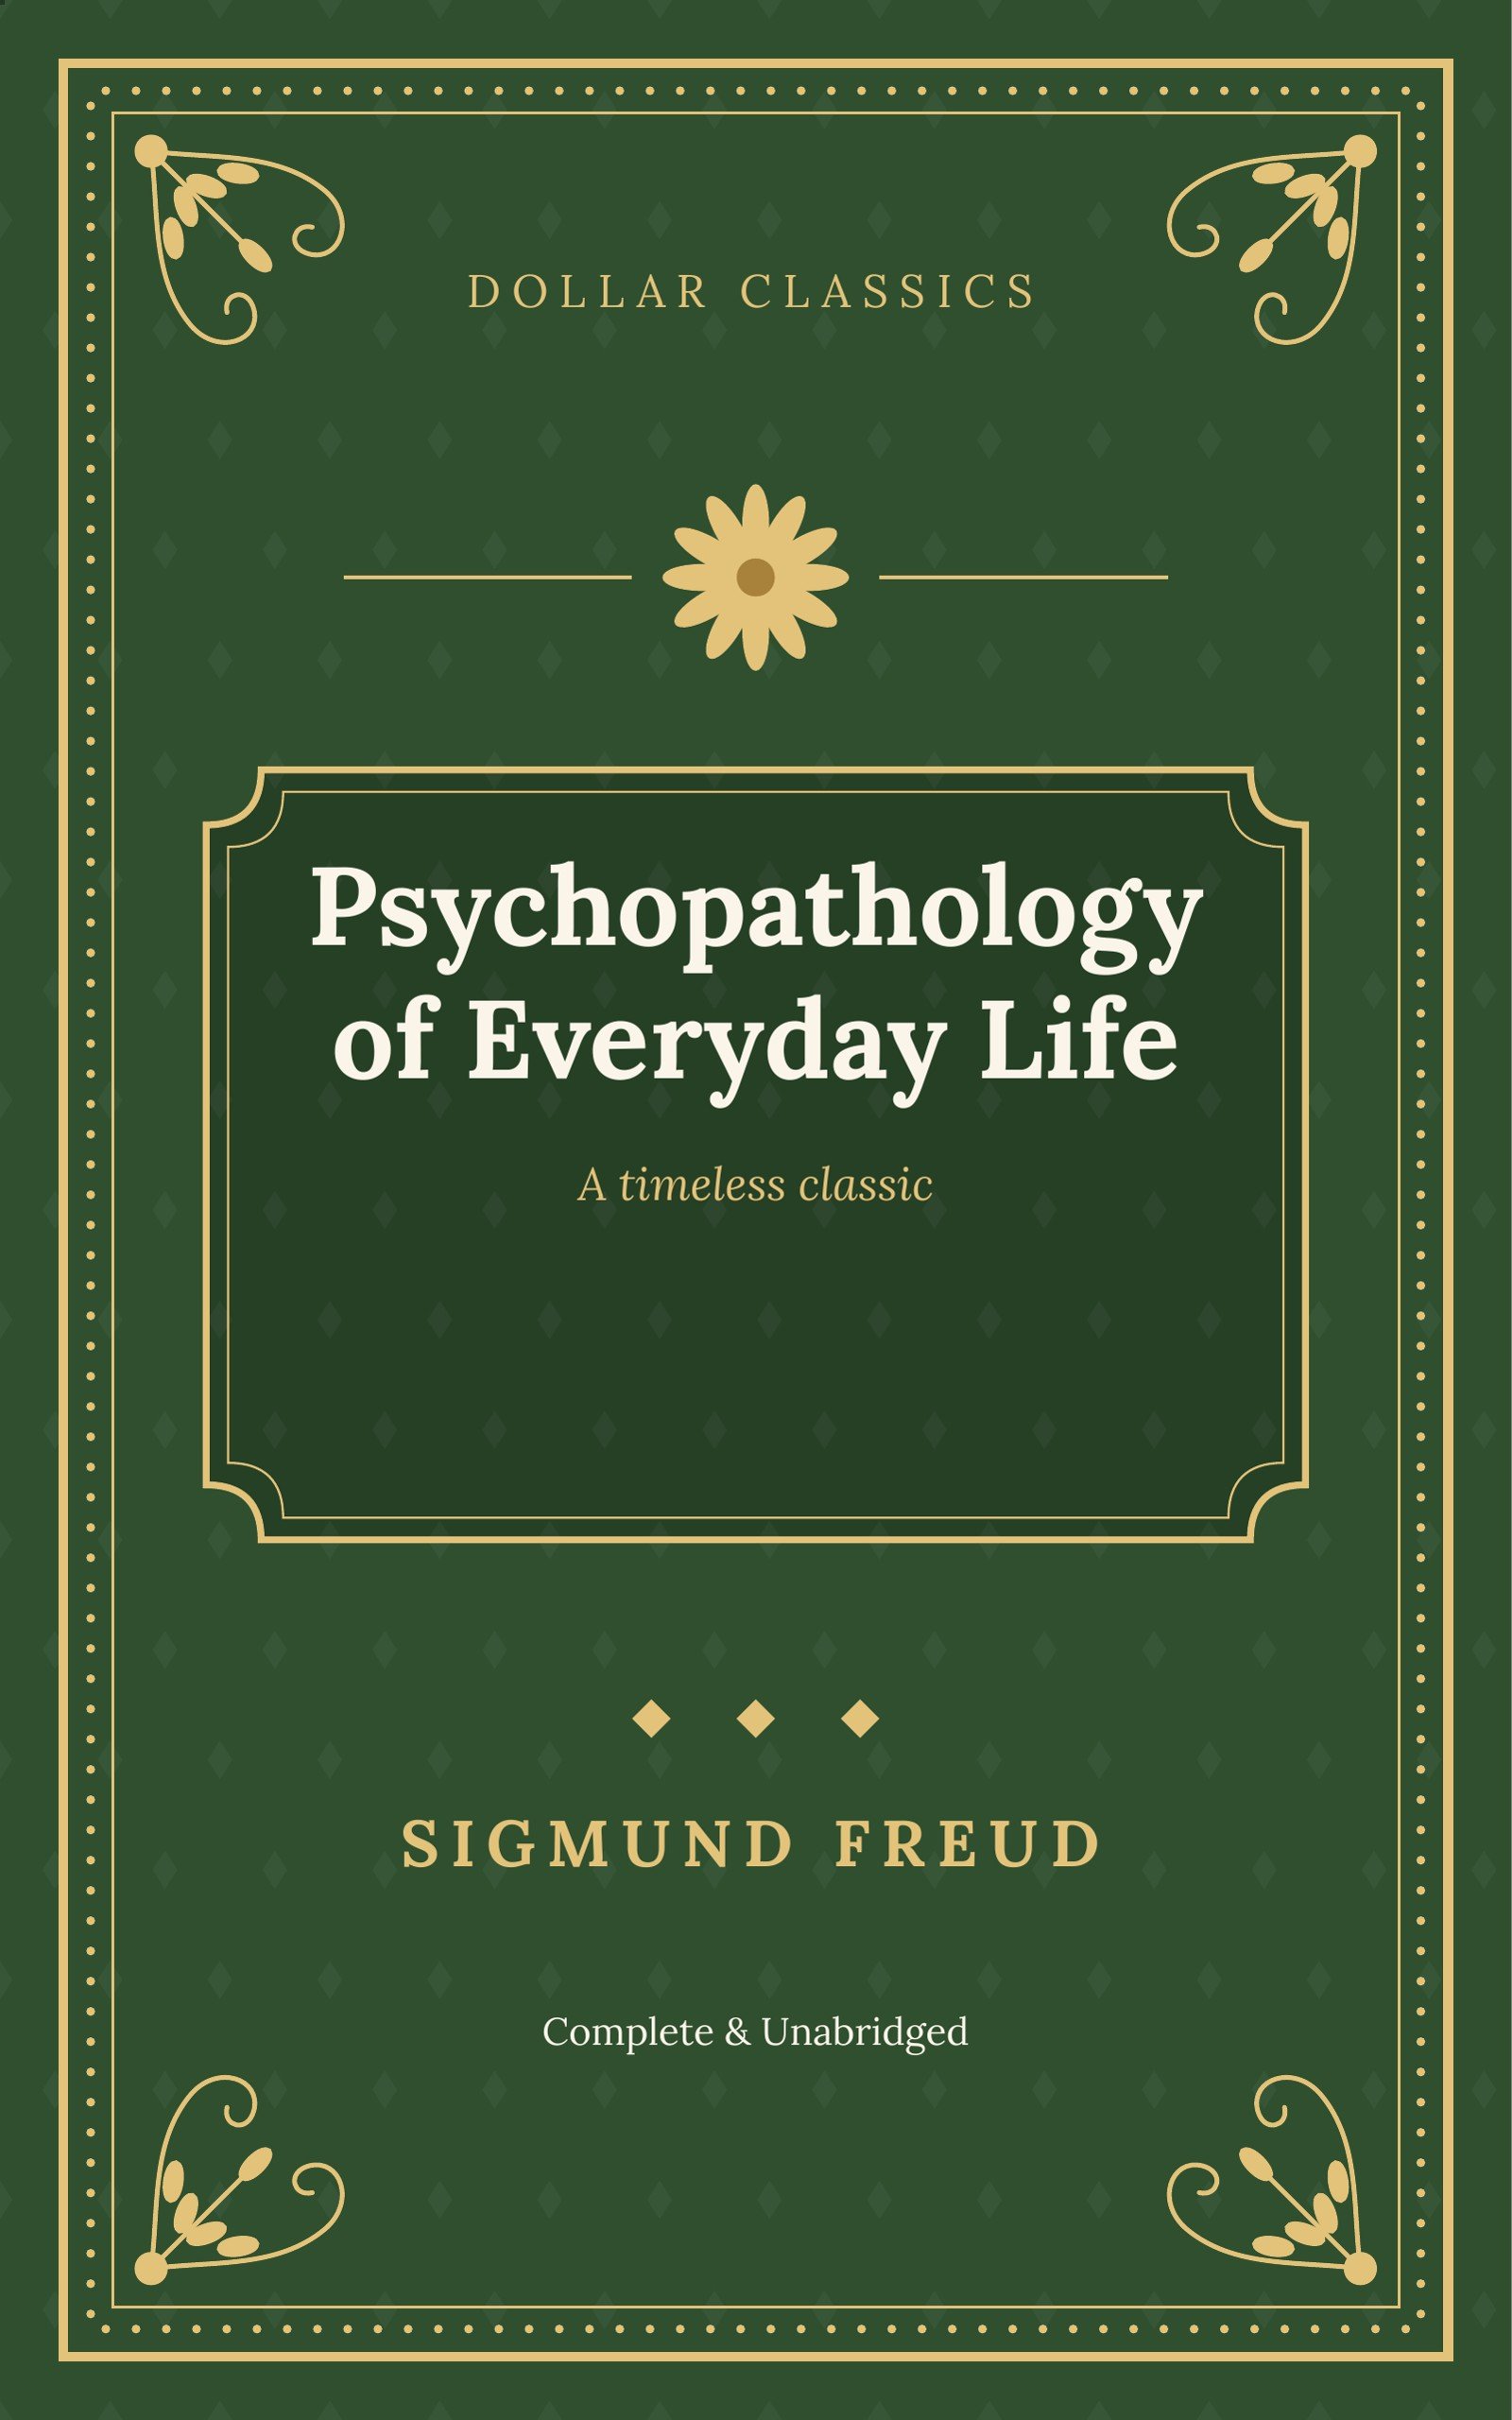 DOLLAR CLASSICS
Psychopathology
of Everyday Life
A timeless classic
SIGMUND FREUD
Complete & Unabridged